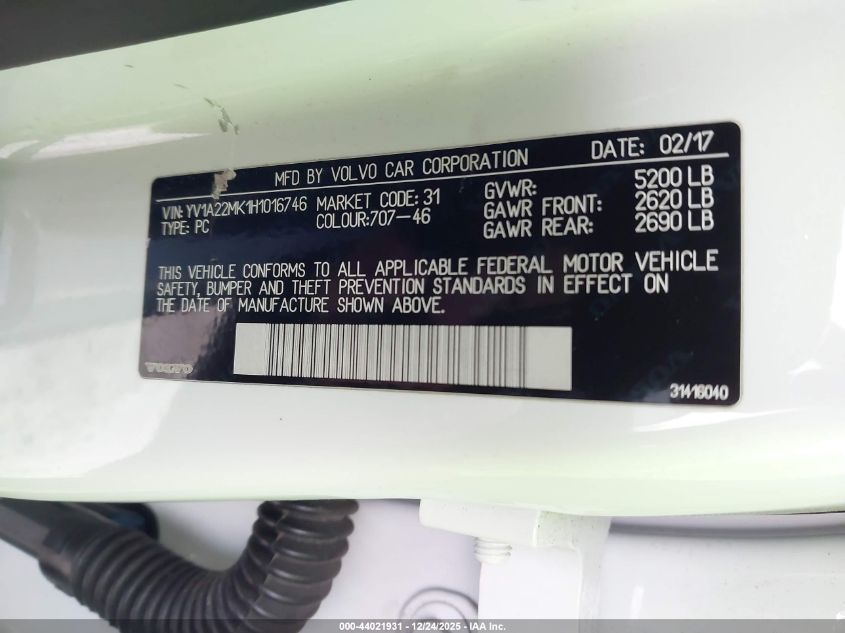 MFD BY VOLVO CAR CORPORATION DATE: 02/17
VIN: YV1A22MK1H1016746 MARKET CODE: 31 GVWR: 5200 LB
TYPE: PC COLOUR:707-46 GAWR FRONT: 2620 LB
GAWR REAR: 2690 LB
THIS VEHICLE CONFORMS TO ALL APPLICABLE FEDERAL MOTOR VEHICLE
SAFETY, BUMPER AND THEFT PREVENTION STANDARDS IN EFFECT ON
THE DATE OF MANUFACTURE SHOWN ABOVE.
VOLVO
31416040
000-44021931 - 12/24/2025 - IAA Inc.